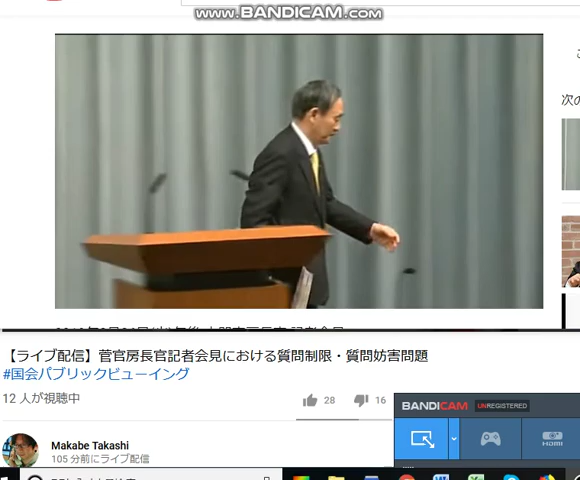 www.BANDICAM.com
次の
【ライブ配信】菅官房長官記者会見における質問制限・質問妨害問題
#国会パブリックビューイング
12 人が視聴中
28
16
BANDICAM UNREGISTERED
HDMI
Makabe Takashi
105 分前にライブ配信